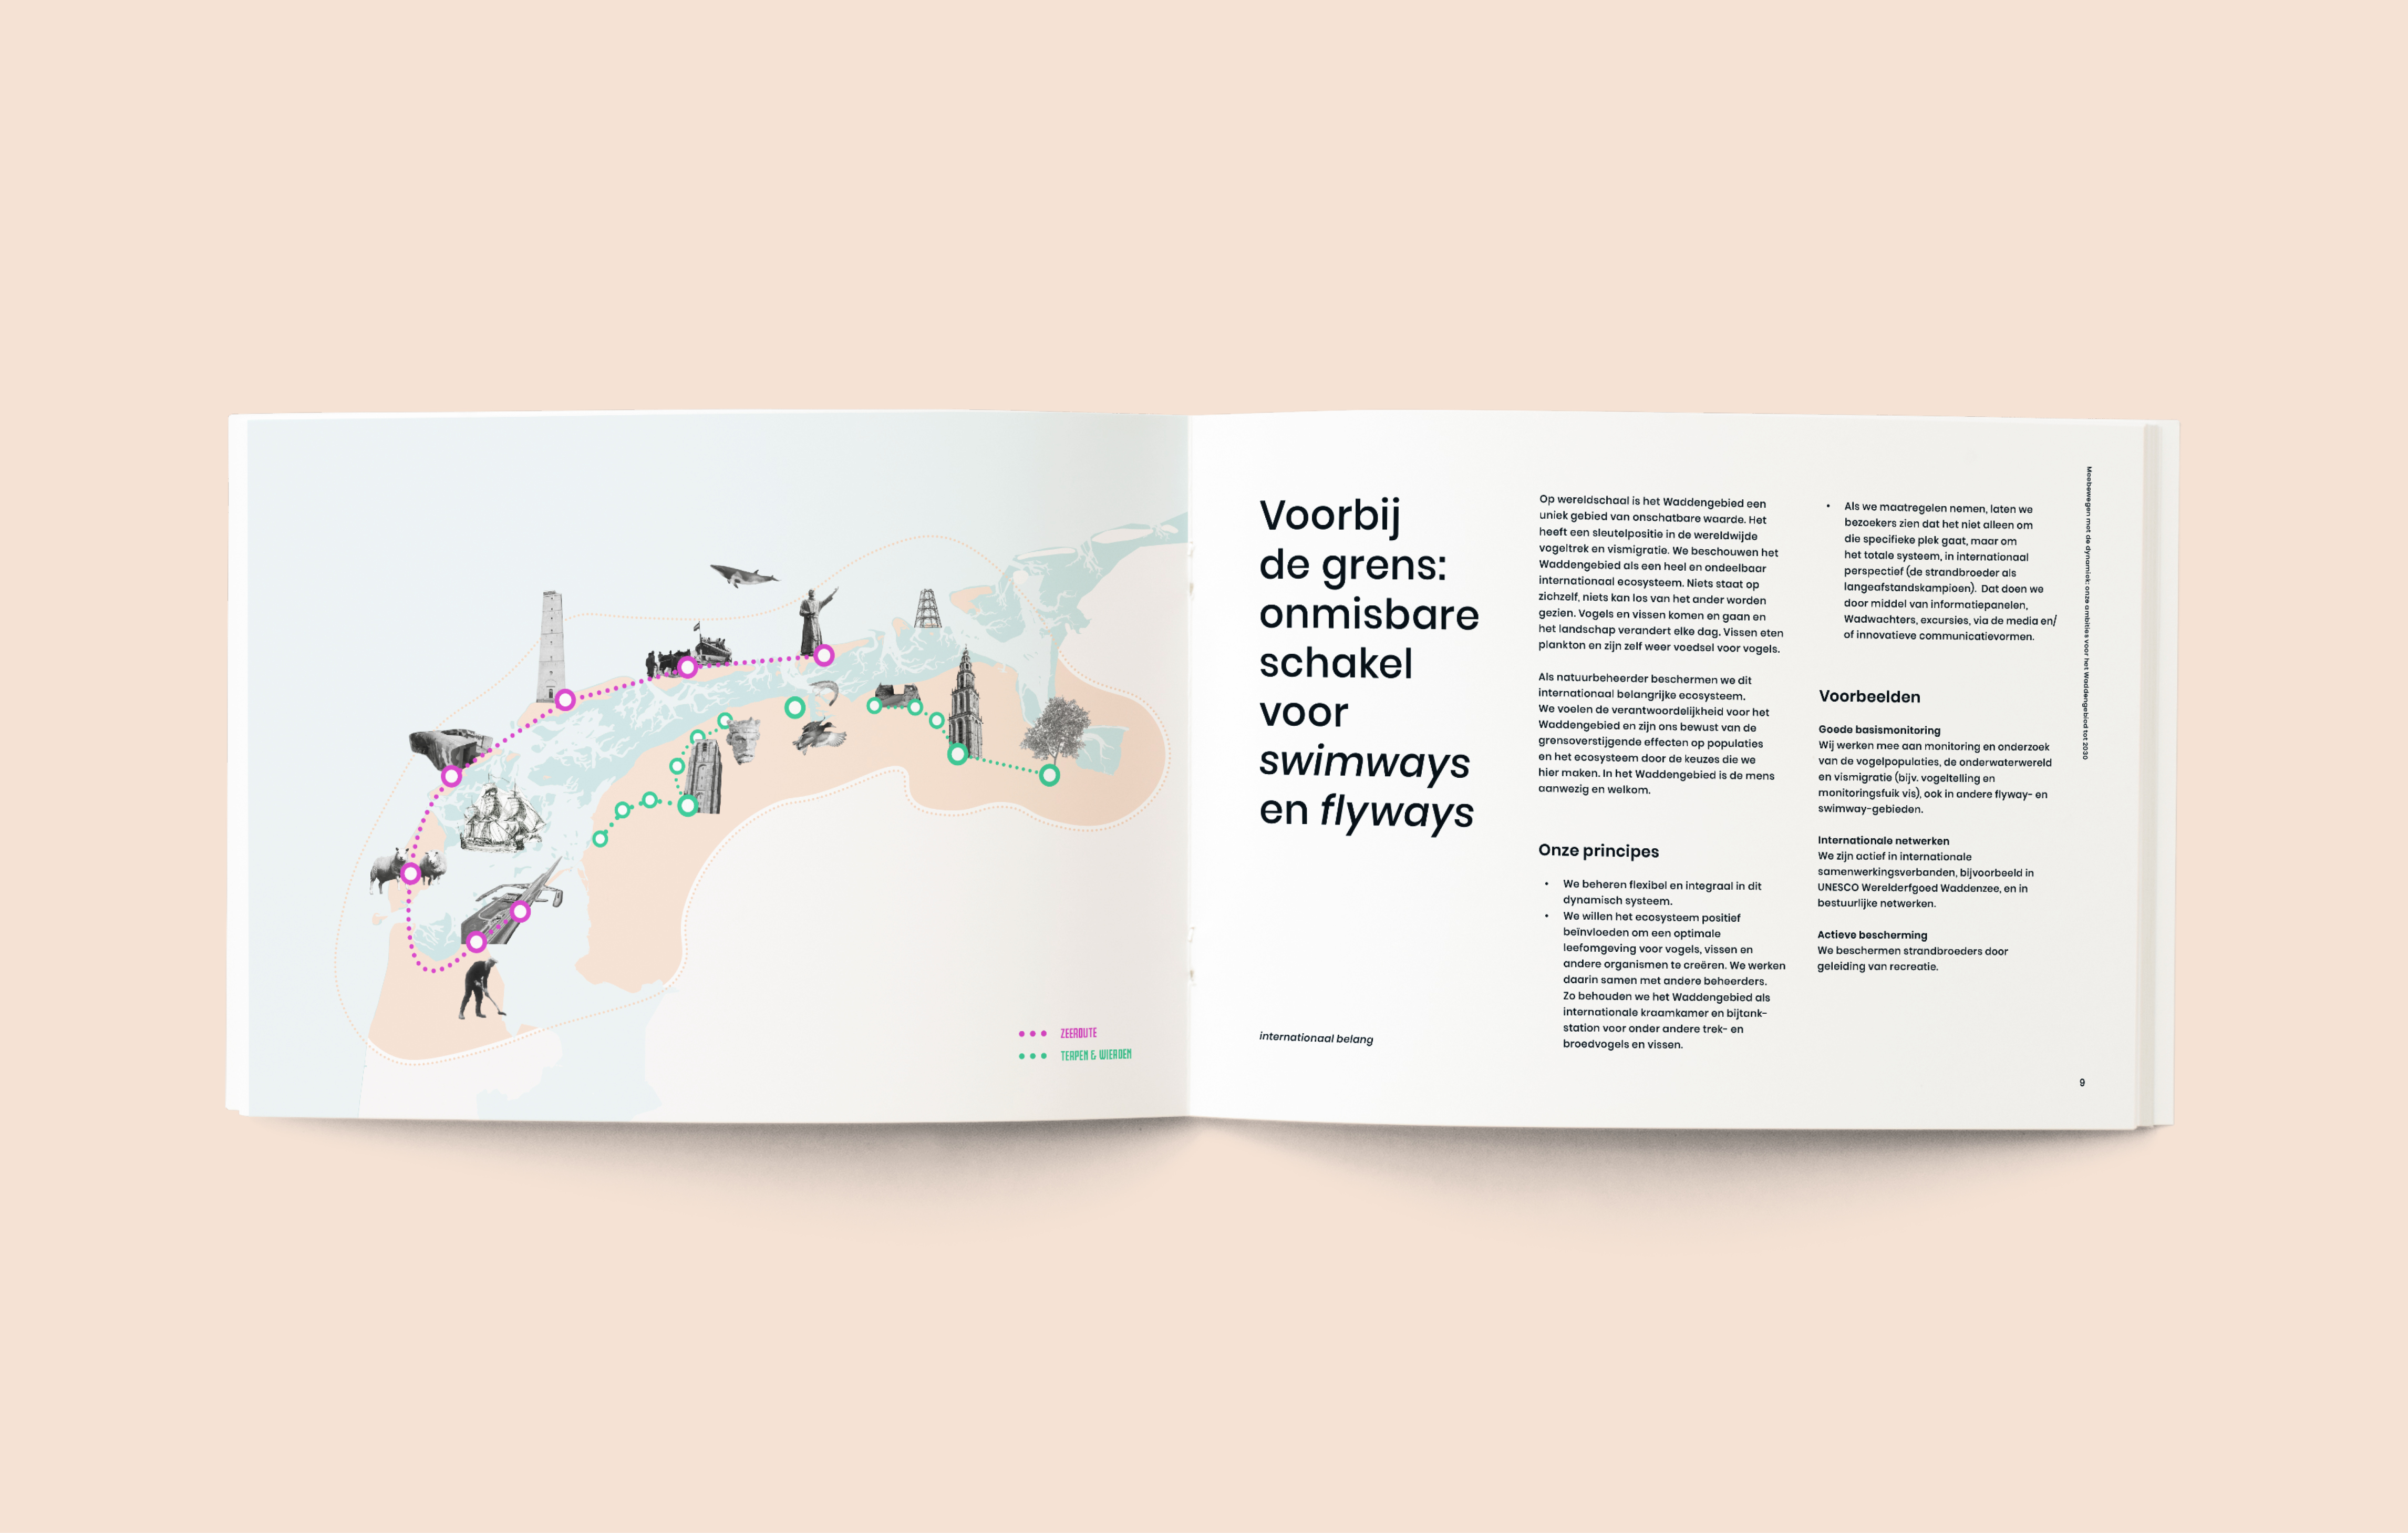 ZEEROUTE
TERPEN & WIERDEN
Voorbij
de grens:
onmisbare
schakel
voor
swimways
en flyways
internationaal belang
Op wereldschaal is het Waddengebied een
uniek gebied van onschatbare waarde. Het
heeft een sleutelpositie in de wereldwijde
vogeltrek en vismigratie. We beschouwen het
Waddengebied als een heel en ondeelbaar
internationaal ecosysteem. Niets staat op
zichzelf, niets kan los van het ander worden
gezien. Vogels en vissen komen en gaan en
het landschap verandert elke dag. Vissen eten
plankton en zijn zelf weer voedsel voor vogels.
Als natuurbeheerder beschermen we dit
internationaal belangrijke ecosysteem.
We voelen de verantwoordelijkheid voor het
Waddengebied en zijn ons bewust van de
grensoverstijgende effecten op populaties
en het ecosysteem door de keuzes die we
hier maken. In het Waddengebied is de mens
aanwezig en welkom.
Onze principes
• We beheren flexibel en integraal in dit
dynamisch systeem.
• We willen het ecosysteem positief
beïnvloeden om een optimale
leefomgeving voor vogels, vissen en
andere organismen te creëren. We werken
daarin samen met andere beheerders.
Zo behouden we het Waddengebied als
internationale kraamkamer en bijtank-
station voor onder andere trek- en
broedvogels en vissen.
• Als we maatregelen nemen, laten we
bezoekers zien dat het niet alleen om
die specifieke plek gaat, maar om
het totale systeem, in internationaal
perspectief (de strandbroeder als
langeafstandskampioen). Dat doen we
door middel van informatiepanelen,
Wadwachters, excursies, via de media en/
of innovatieve communicatievormen.
Voorbeelden
Goede basismonitoring
Wij werken mee aan monitoring en onderzoek
van de vogelpopulaties, de onderwaterwereld
en vismigratie (bijv. vogeltelling en
monitoringsfuik vis), ook in andere flyway- en
swimway-gebieden.
Internationale netwerken
We zijn actief in internationale
samenwerkingsverbanden, bijvoorbeeld in
UNESCO Werelderfgoed Waddenzee, en in
bestuurlijke netwerken.
Actieve bescherming
We beschermen strandbroeders door
geleiding van recreatie.
Meebewegen met de dynamiek: onze ambities voor het Waddengebied tot 2030
9